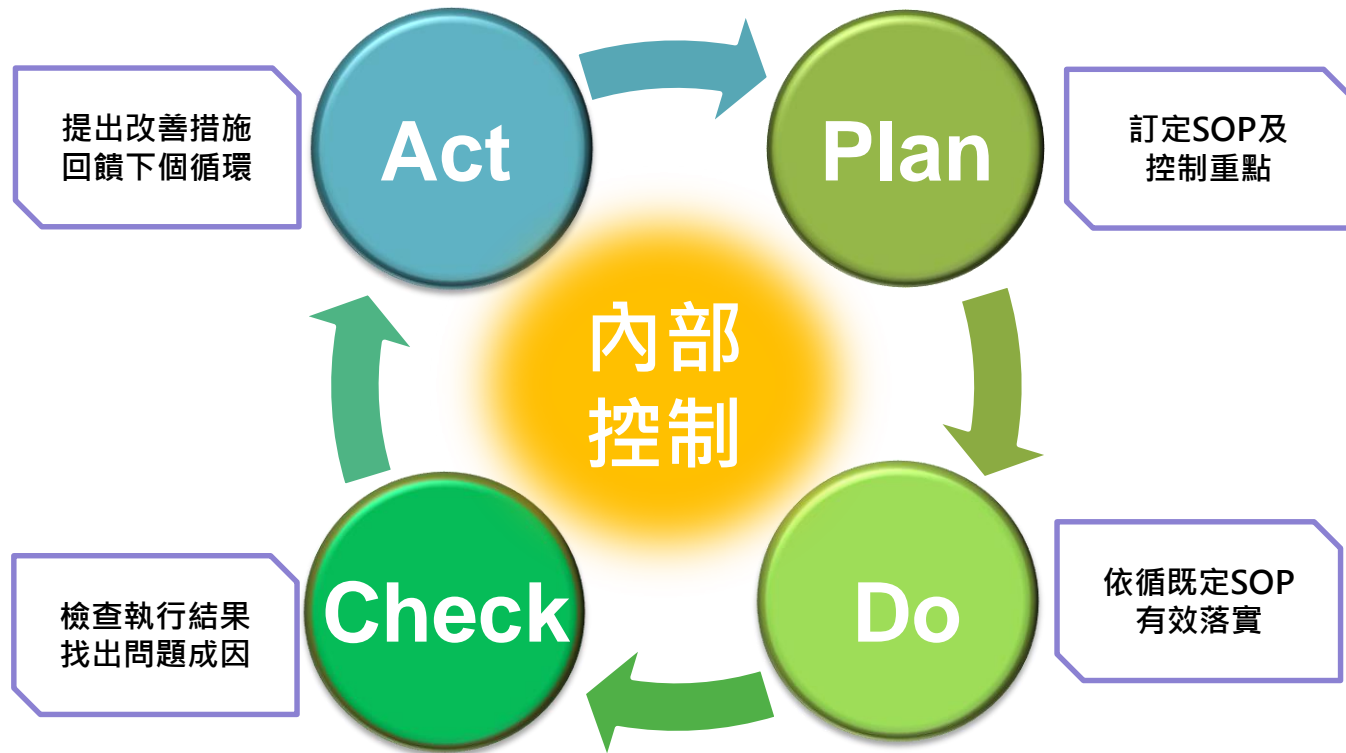 提出改善措施
回饋下個循環
Act
Plan
訂定SOP及
控制重點
內部
控制
檢查執行結果
找出問題成因
Check
Do
依循既定SOP
有效落實